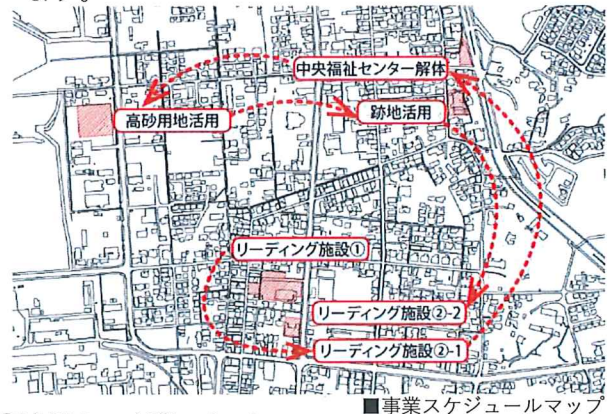 中央福祉センター解体
高砂用地活用
跡地活用
リーディング施設①
リーディング施設②-2
リーディング施設②-1
■事業スケジュールマップ